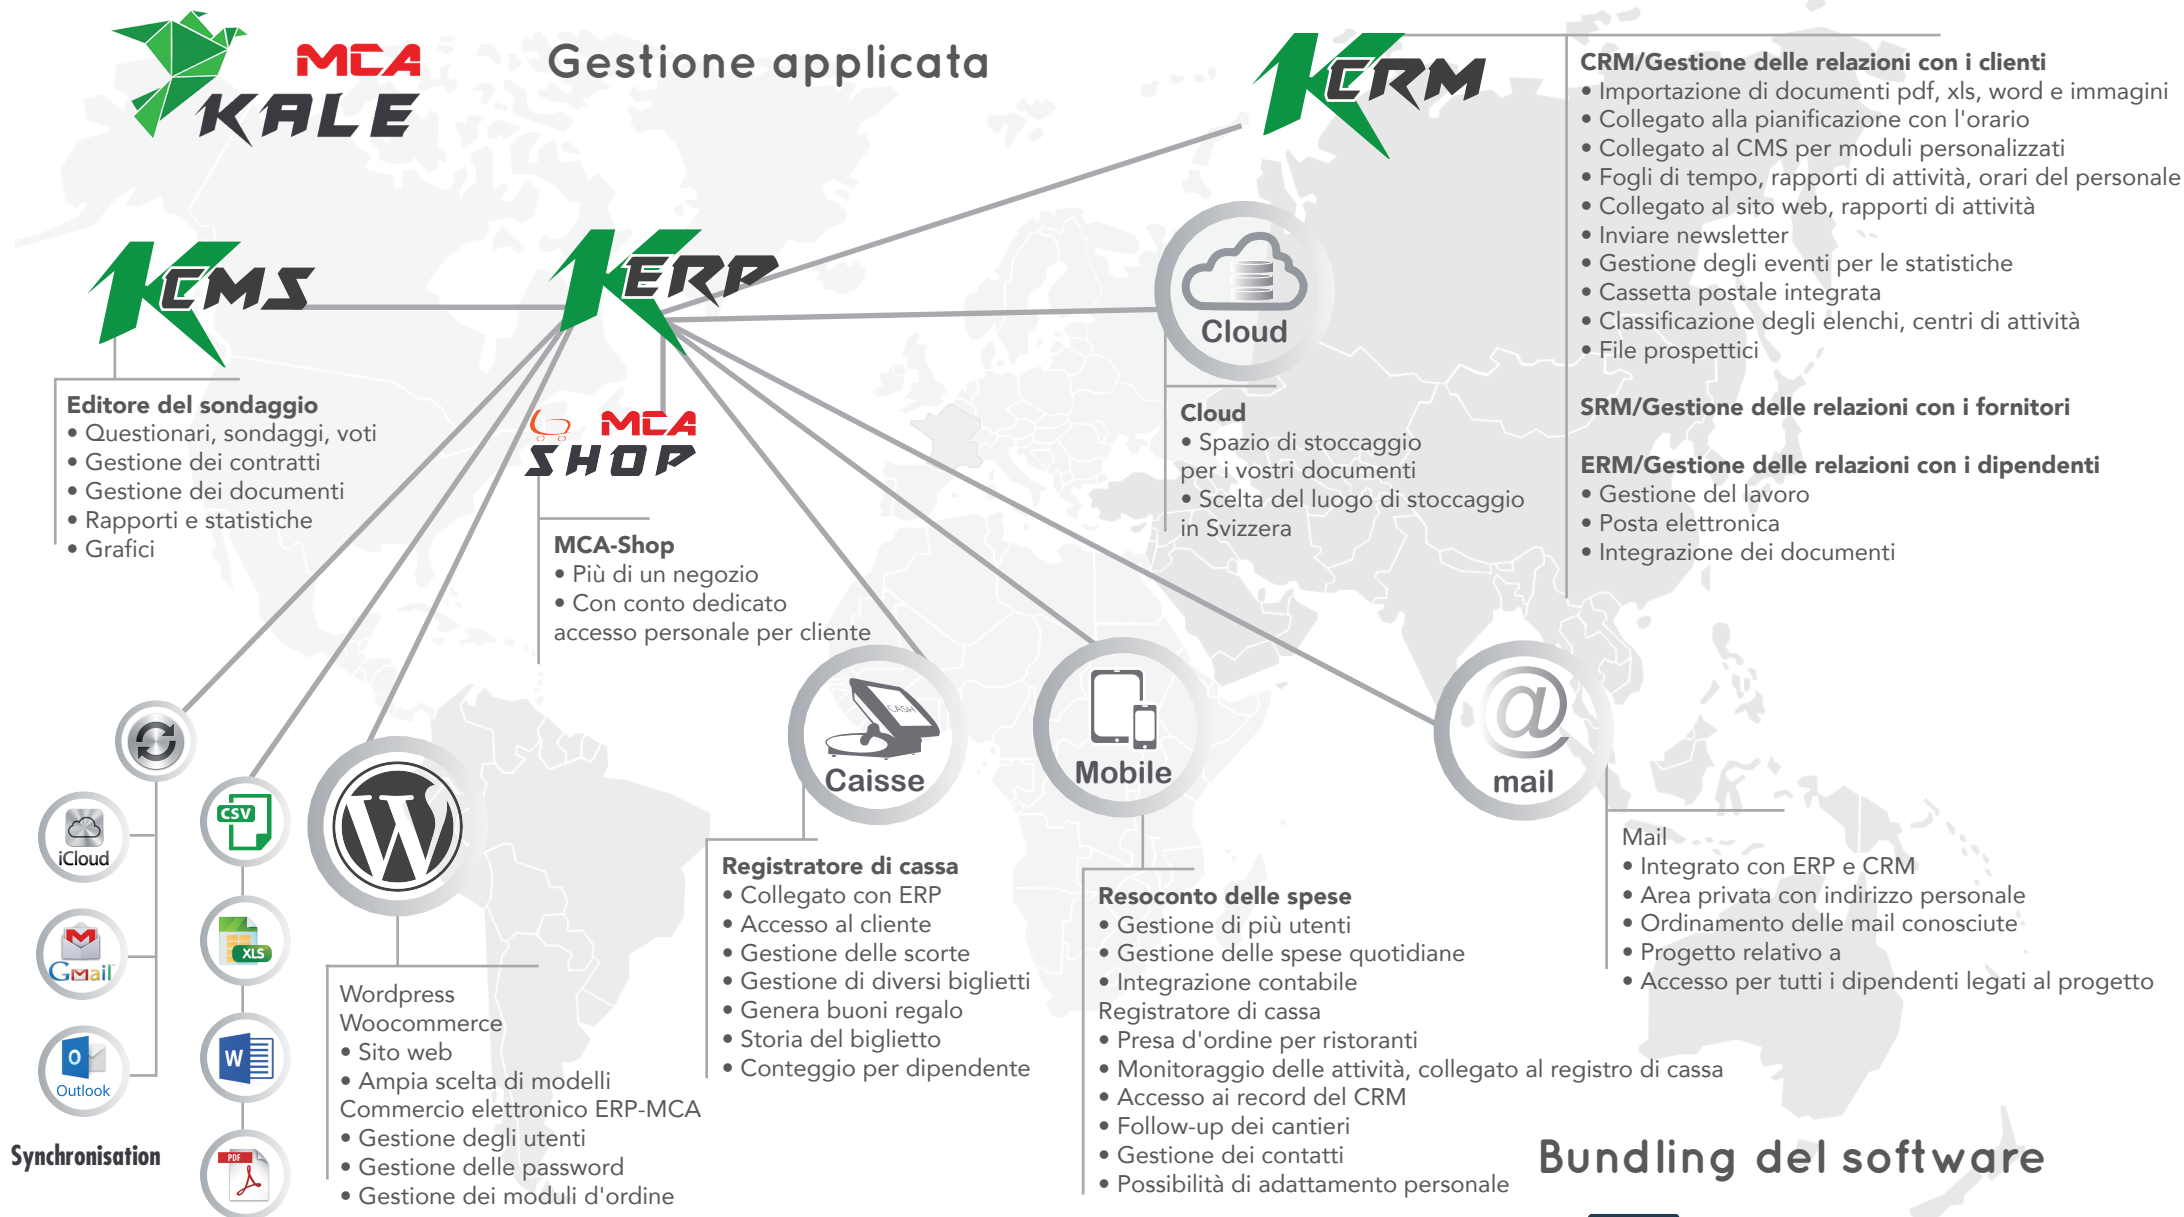 MCA
KALE
Gestione applicata
KCRM
CRM/Gestione delle relazioni con i clienti
• Importazione di documenti pdf, xls, word e immagini
• Collegato alla pianificazione con l'orario
• Collegato al CMS per moduli personalizzati
• Fogli di tempo, rapporti di attività, orari del personale
• Collegato al sito web, rapporti di attività
• Inviare newsletter
• Gestione degli eventi per le statistiche
• Cassetta postale integrata
• Classificazione degli elenchi, centri di attività
• File prospettici
SRM/Gestione delle relazioni con i fornitori
ERM/Gestione delle relazioni con i dipendenti
• Gestione del lavoro
• Posta elettronica
• Integrazione dei documenti
KCMS
Editore del sondaggio
• Questionari, sondaggi, voti
• Gestione dei contratti
• Gestione dei documenti
• Rapporti e statistiche
• Grafici
KERP
MCA
SHOP
MCA-Shop
• Più di un negozio
• Con conto dedicato
accesso personale per cliente
Cloud
Cloud
• Spazio di stoccaggio
per i vostri documenti
• Scelta del luogo di stoccaggio
in Svizzera
iCloud
Gmail
Outlook
Synchronisation
CSV
XLS
W
PDF
Wordpress
Woocommerce
• Sito web
• Ampia scelta di modelli
Commercio elettronico ERP-MCA
• Gestione degli utenti
• Gestione delle password
• Gestione dei moduli d'ordine
CASH
Caisse
Registratore di cassa
• Collegato con ERP
• Accesso al cliente
• Gestione delle scorte
• Gestione di diversi biglietti
• Genera buoni regalo
• Storia del biglietto
• Conteggio per dipendente
Mobile
Resoconto delle spese
• Gestione di più utenti
• Gestione delle spese quotidiane
• Integrazione contabile
Registratore di cassa
• Presa d'ordine per ristoranti
• Monitoraggio delle attività, collegato al registro di cassa
• Accesso ai record del CRM
• Follow-up dei cantieri
• Gestione dei contatti
• Possibilità di adattamento personale
@
mail
Mail
• Integrato con ERP e CRM
• Area privata con indirizzo personale
• Ordinamento delle mail conosciute
• Progetto relativo a
• Accesso per tutti i dipendenti legati al progetto
Bundling del software